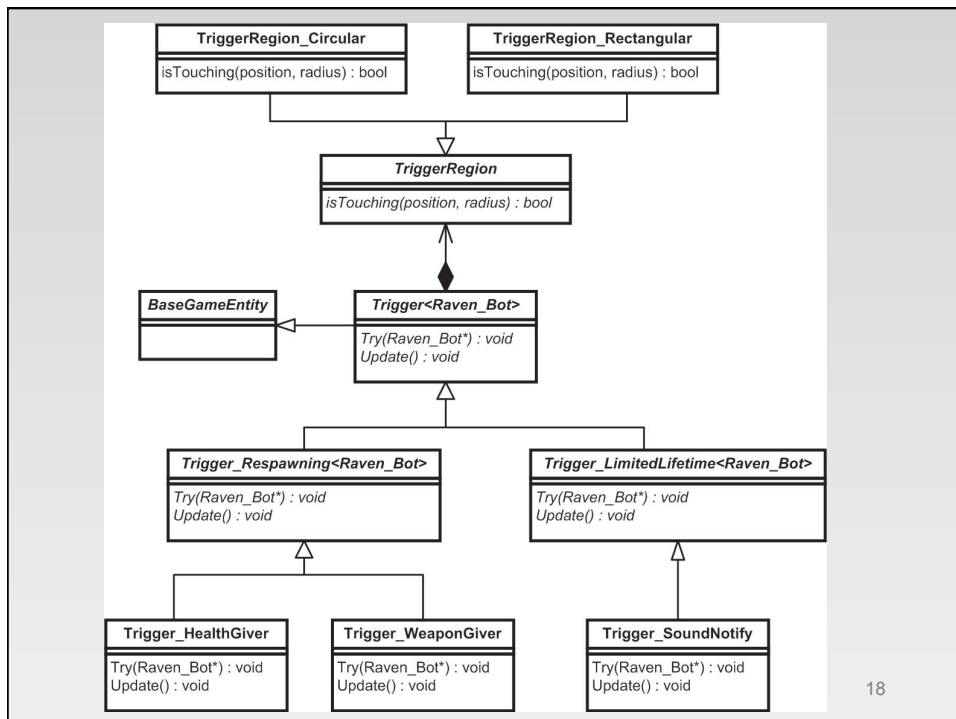 TriggerRegion_Circular
isTouching(position, radius) : bool
TriggerRegion_Rectangular
isTouching(position, radius) : bool
TriggerRegion
isTouching(position, radius) : bool
BaseGameEntity
Trigger<Raven_Bot>
Try(Raven_Bot*) : void
Update() : void
Trigger_Respawning<Raven_Bot>
Try(Raven_Bot*) : void
Update() : void
Trigger_LimitedLifetime<Raven_Bot>
Try(Raven_Bot*) : void
Update() : void
Trigger_HealthGiver
Try(Raven_Bot*) : void
Update() : void
Trigger_WeaponGiver
Try(Raven_Bot*) : void
Update() : void
Trigger_SoundNotify
Try(Raven_Bot*) : void
Update() : void
18